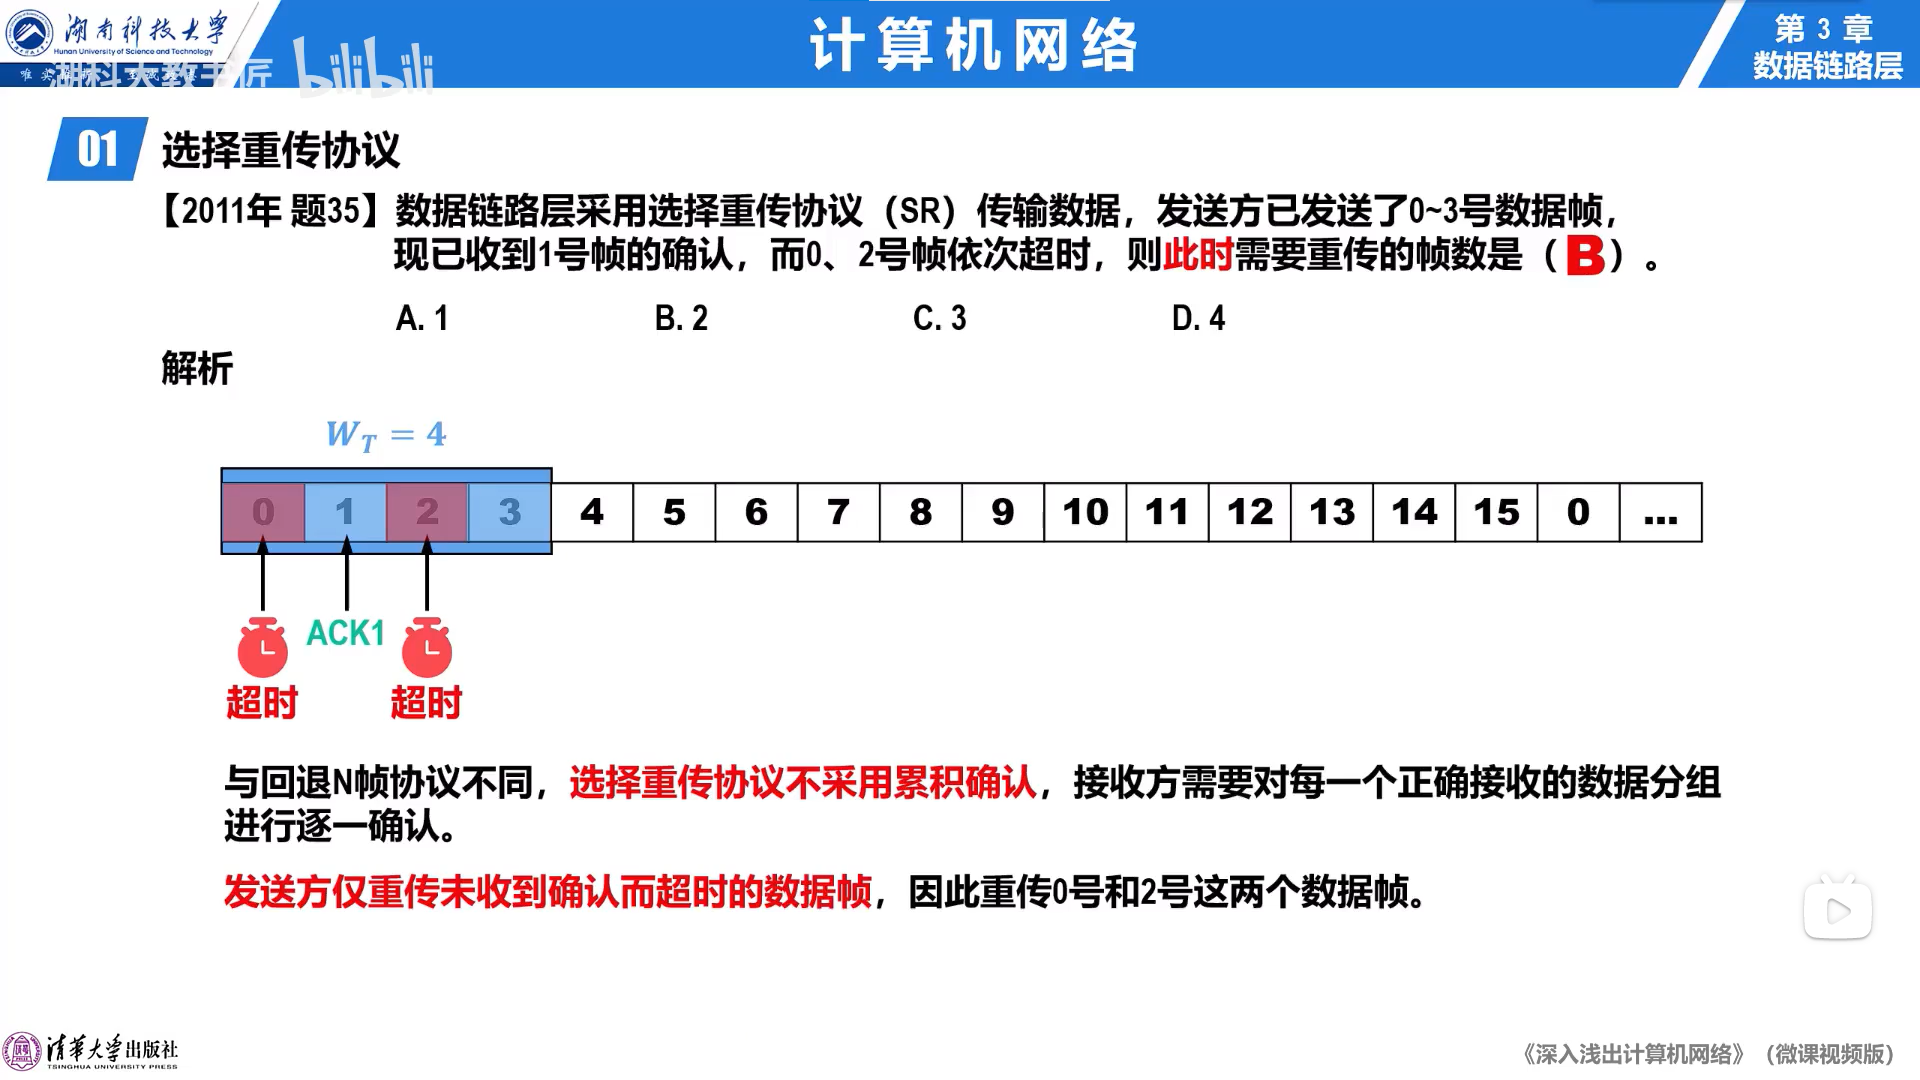 湖南科技大学
Hunan University of Science and Technology
湖科大教书匠 bilibili
计算机网络
第 3 章
数据链路层
01 选择重传协议
【2011年 题35】数据链路层采用选择重传协议（SR）传输数据，发送方已发送了0~3号数据帧，
现已收到1号帧的确认，而0、2号帧依次超时，则此时需要重传的帧数是（B）。
A. 1 B. 2 C. 3 D. 4
解析
W_T = 4
0 1 2 3 4 5 6 7 8 9 10 11 12 13 14 15 0 ...
ACK1
超时 超时
与回退N帧协议不同，选择重传协议不采用累积确认，接收方需要对每一个正确接收的数据分组
进行逐一确认。
发送方仅重传未收到确认而超时的数据帧，因此重传0号和2号这两个数据帧。
清华大学出版社
TSINGHUA UNIVERSITY PRESS
《深入浅出计算机网络》（微课视频版）